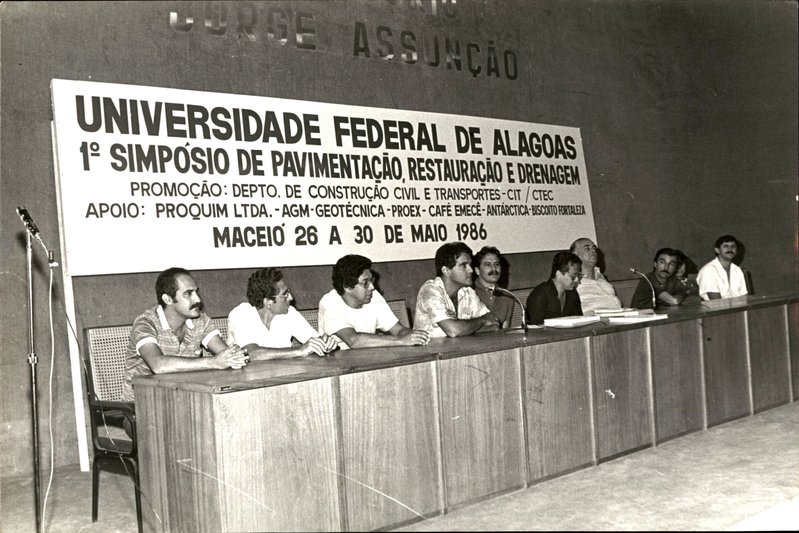 JORGE ASSUNÇÃO
UNIVERSIDADE FEDERAL DE ALAGOAS
1º SIMPÓSIO DE PAVIMENTAÇÃO, RESTAURAÇÃO E DRENAGEM
PROMOÇÃO: DEPTO. DE CONSTRUÇÃO CIVIL E TRANSPORTES - CIT / CTEC
APOIO: PROQUIM LTDA. - AGM - GEOTÉCNICA - PROEX - CAFÉ EMECÊ - ANTÁRCTICA - BISCOITO FORTALEZA
MACEIÓ 26 A 30 DE MAIO 1986